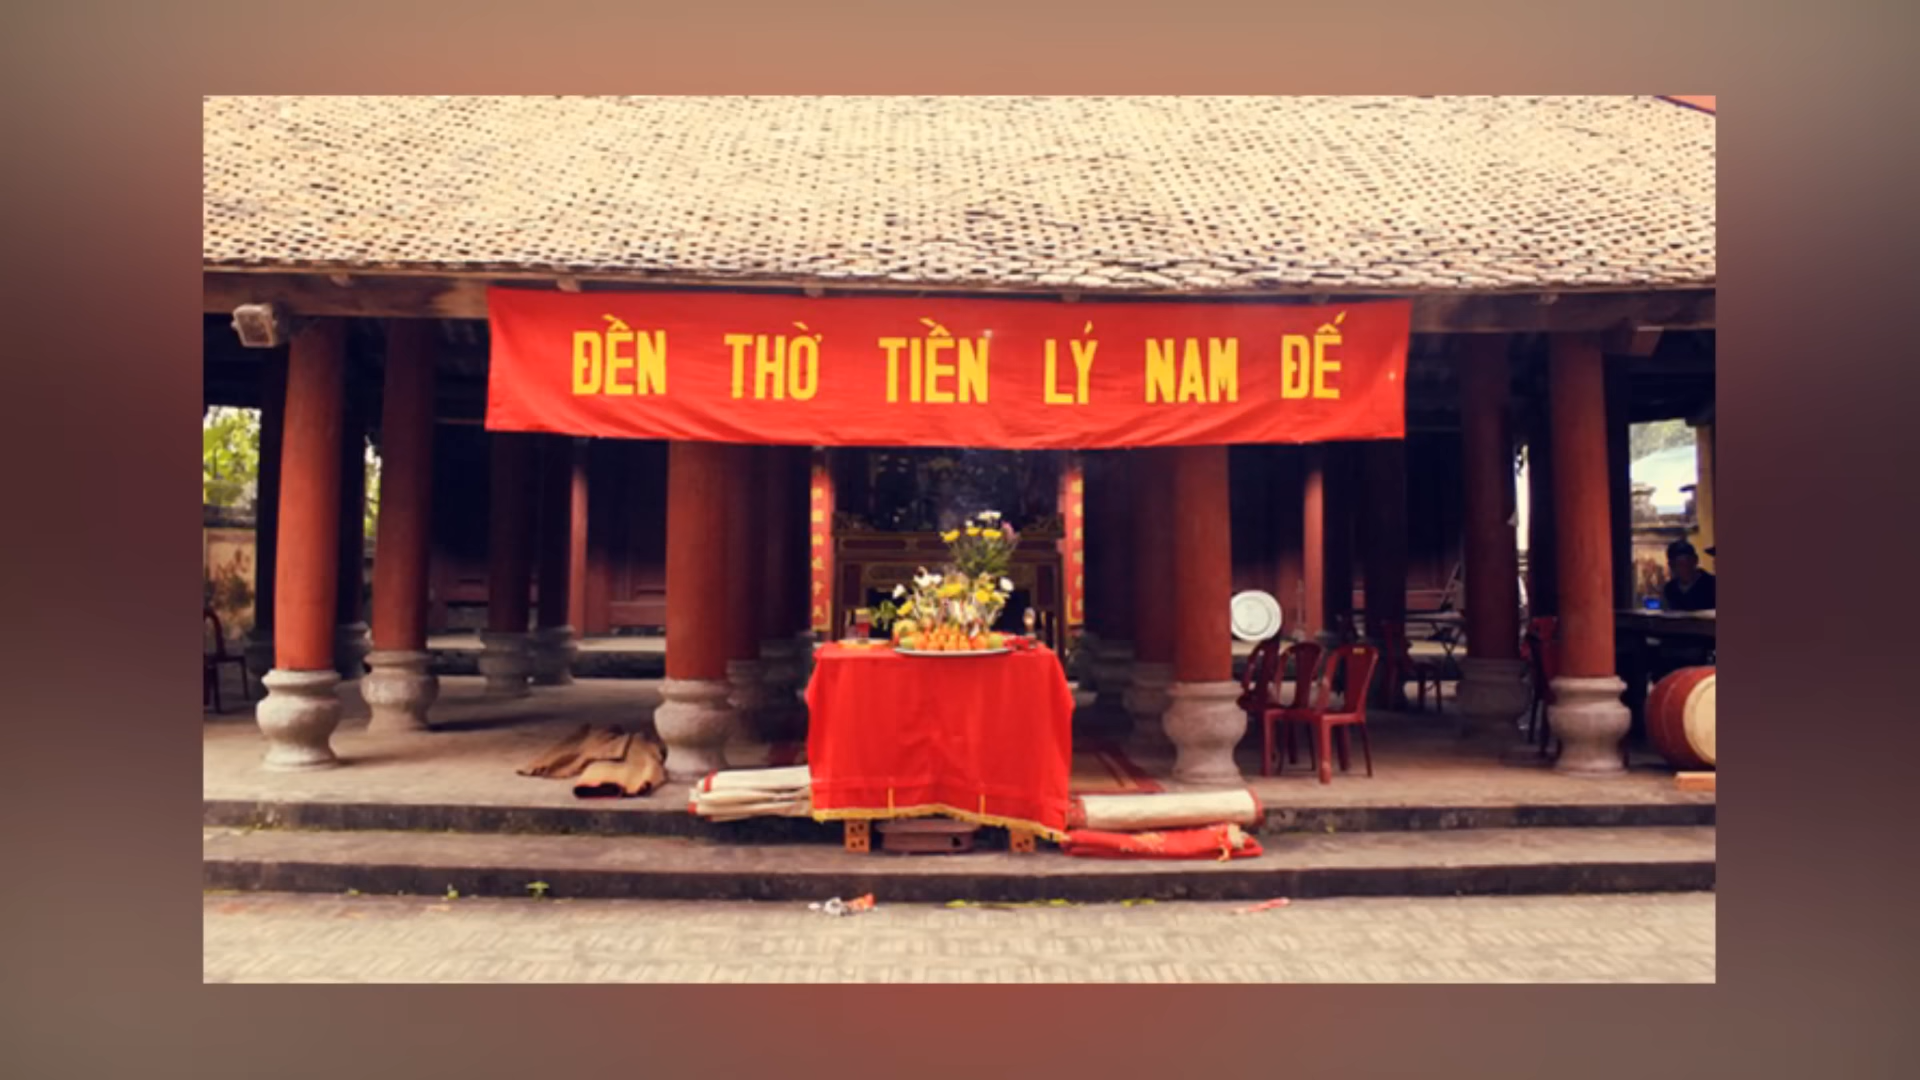 ĐỀN THỜ TIỀN LÝ NAM ĐẾ